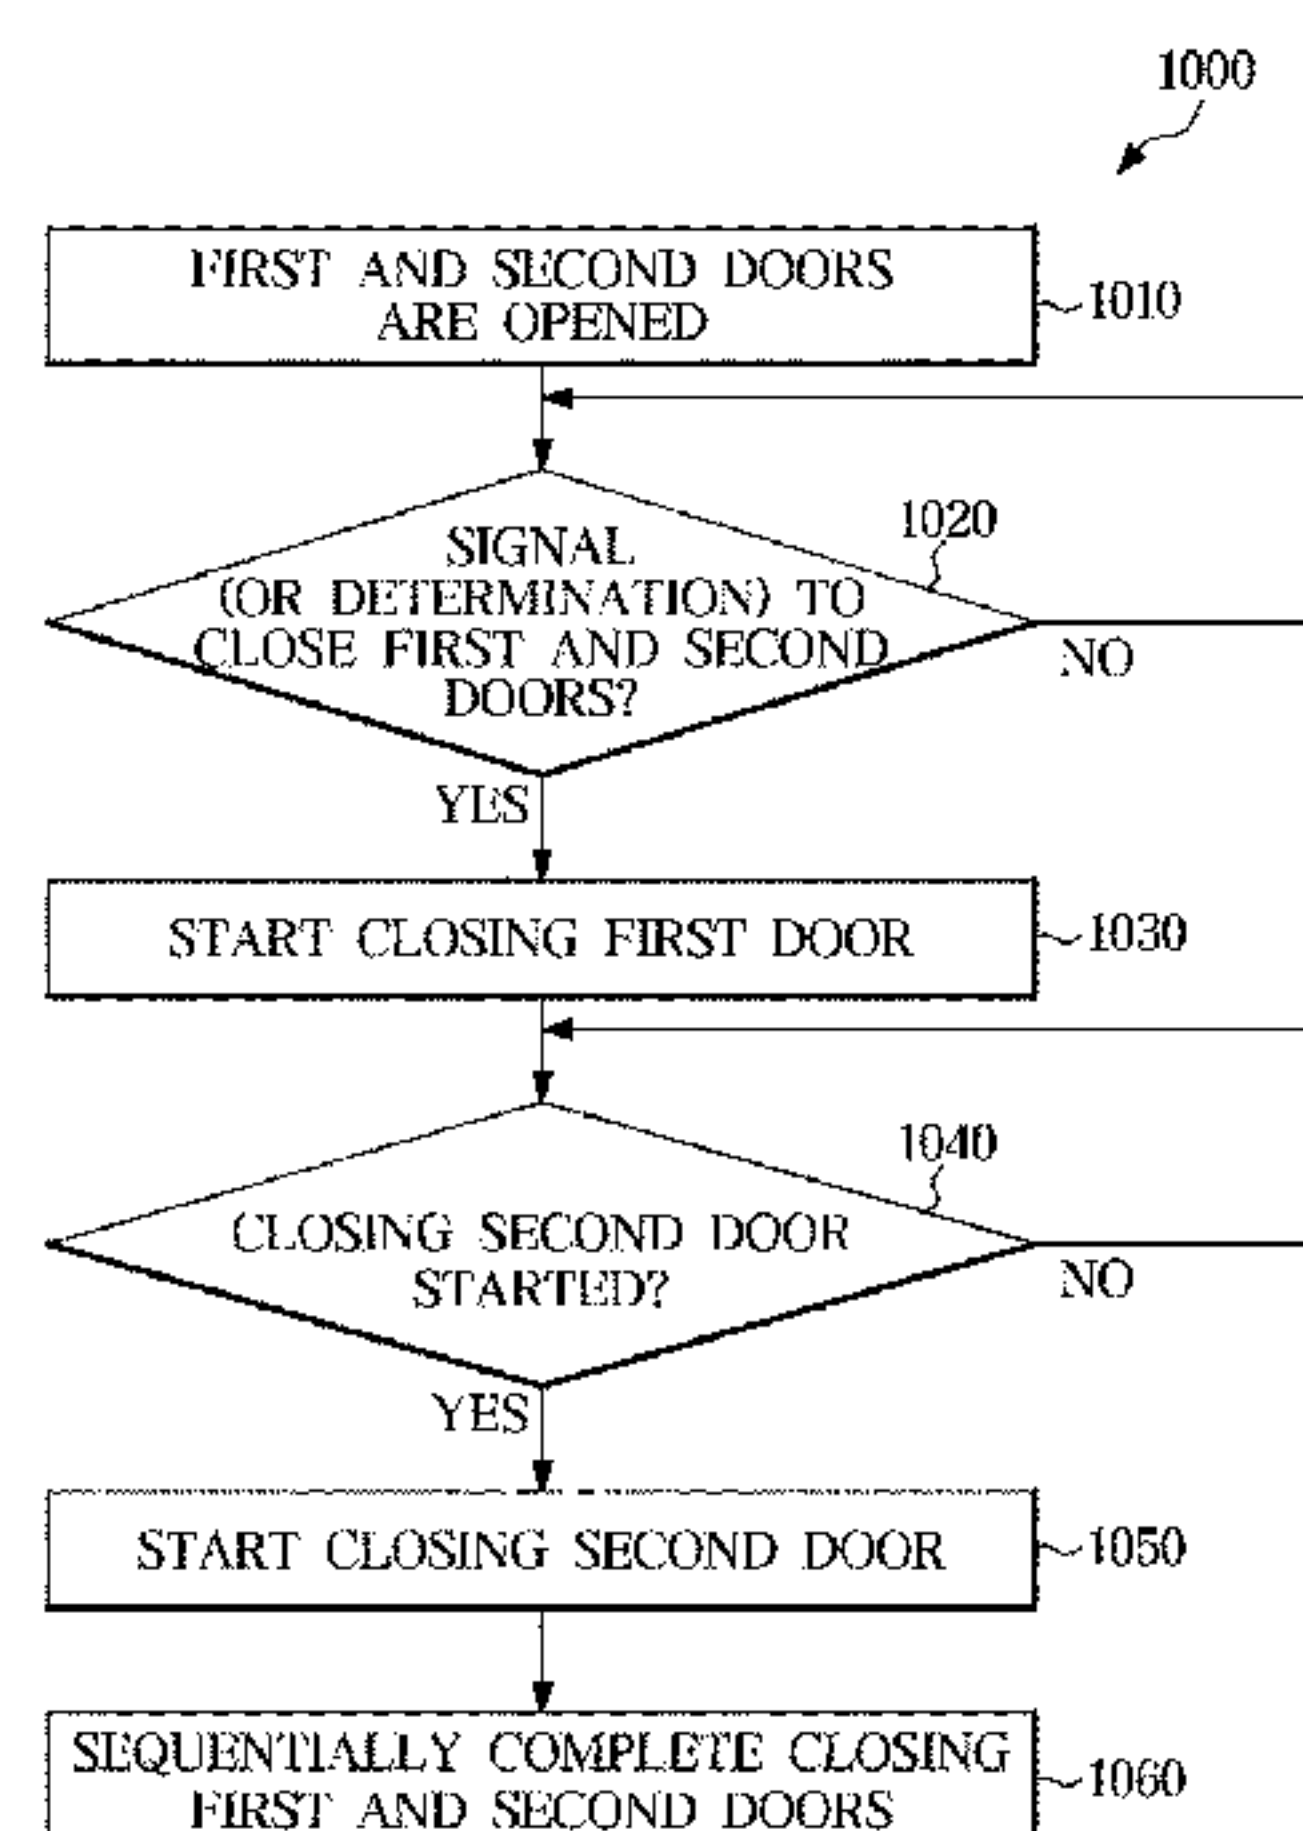 1000
FIRST AND SECOND DOORS
ARE OPENED
1010
1020
SIGNAL
(OR DETERMINATION) TO
CLOSE FIRST AND SECOND
DOORS?
NO
YES
START CLOSING FIRST DOOR
1030
1040
CLOSING SECOND DOOR
STARTED?
NO
YES
START CLOSING SECOND DOOR
1050
SEQUENTIALLY COMPLETE CLOSING
FIRST AND SECOND DOORS
1060